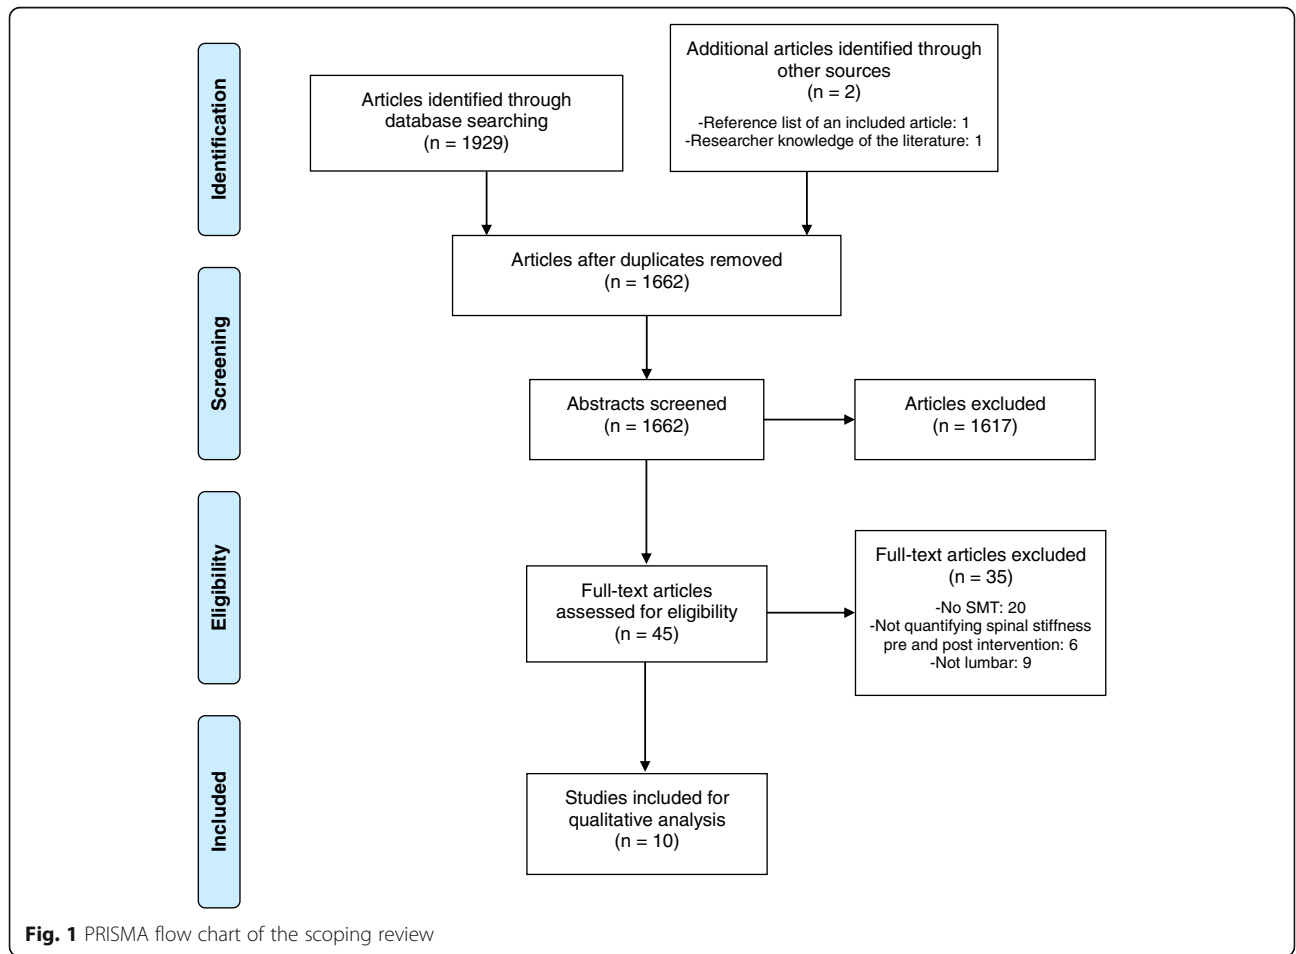 Identification
Articles identified through
database searching
(n = 1929)
Additional articles identified through
other sources
(n = 2)
-Reference list of an included article: 1
-Researcher knowledge of the literature: 1
Articles after duplicates removed
(n = 1662)
Screening
Abstracts screened
(n = 1662)
Articles excluded
(n = 1617)
Eligibility
Full-text articles
assessed for eligibility
(n = 45)
Full-text articles excluded
(n = 35)
-No SMT: 20
-Not quantifying spinal stiffness
pre and post intervention: 6
-Not lumbar: 9
Included
Studies included for
qualitative analysis
(n = 10)
Fig. 1 PRISMA flow chart of the scoping review